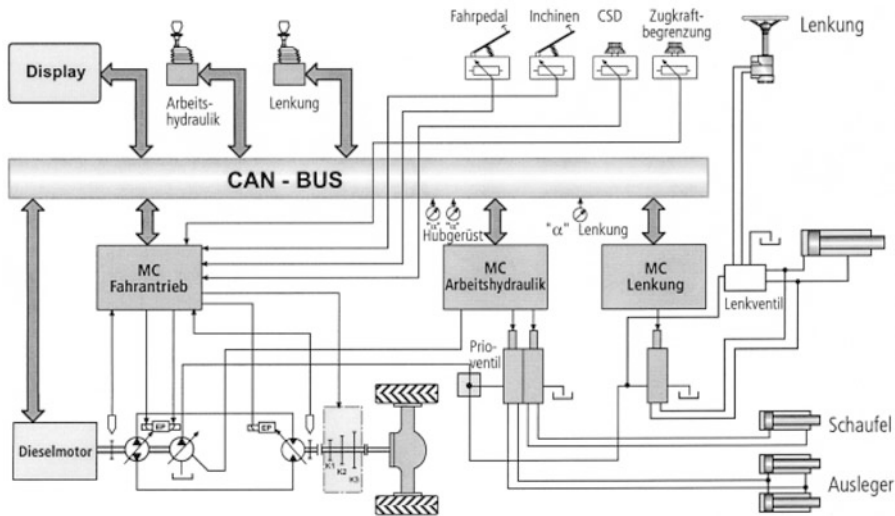 Fahrpedal
Inchinen
CSD
Zugkraft-
begrenzung
Lenkung
Display
Arbeits-
hydraulik
Lenkung
CAN - BUS
"α"
"α"
Hubgerüst
"α" Lenkung
MC
Fahrantrieb
MC
Arbeitshydraulik
MC
Lenkung
Lenkventil
Prio-
ventil
EP
EP
Dieselmotor
K1
K2
K3
Schaufel
Ausleger